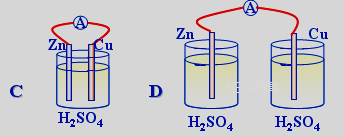 A A
Zn Cu Zn Cu
C D
H₂SO₄ H₂SO₄ H₂SO₄